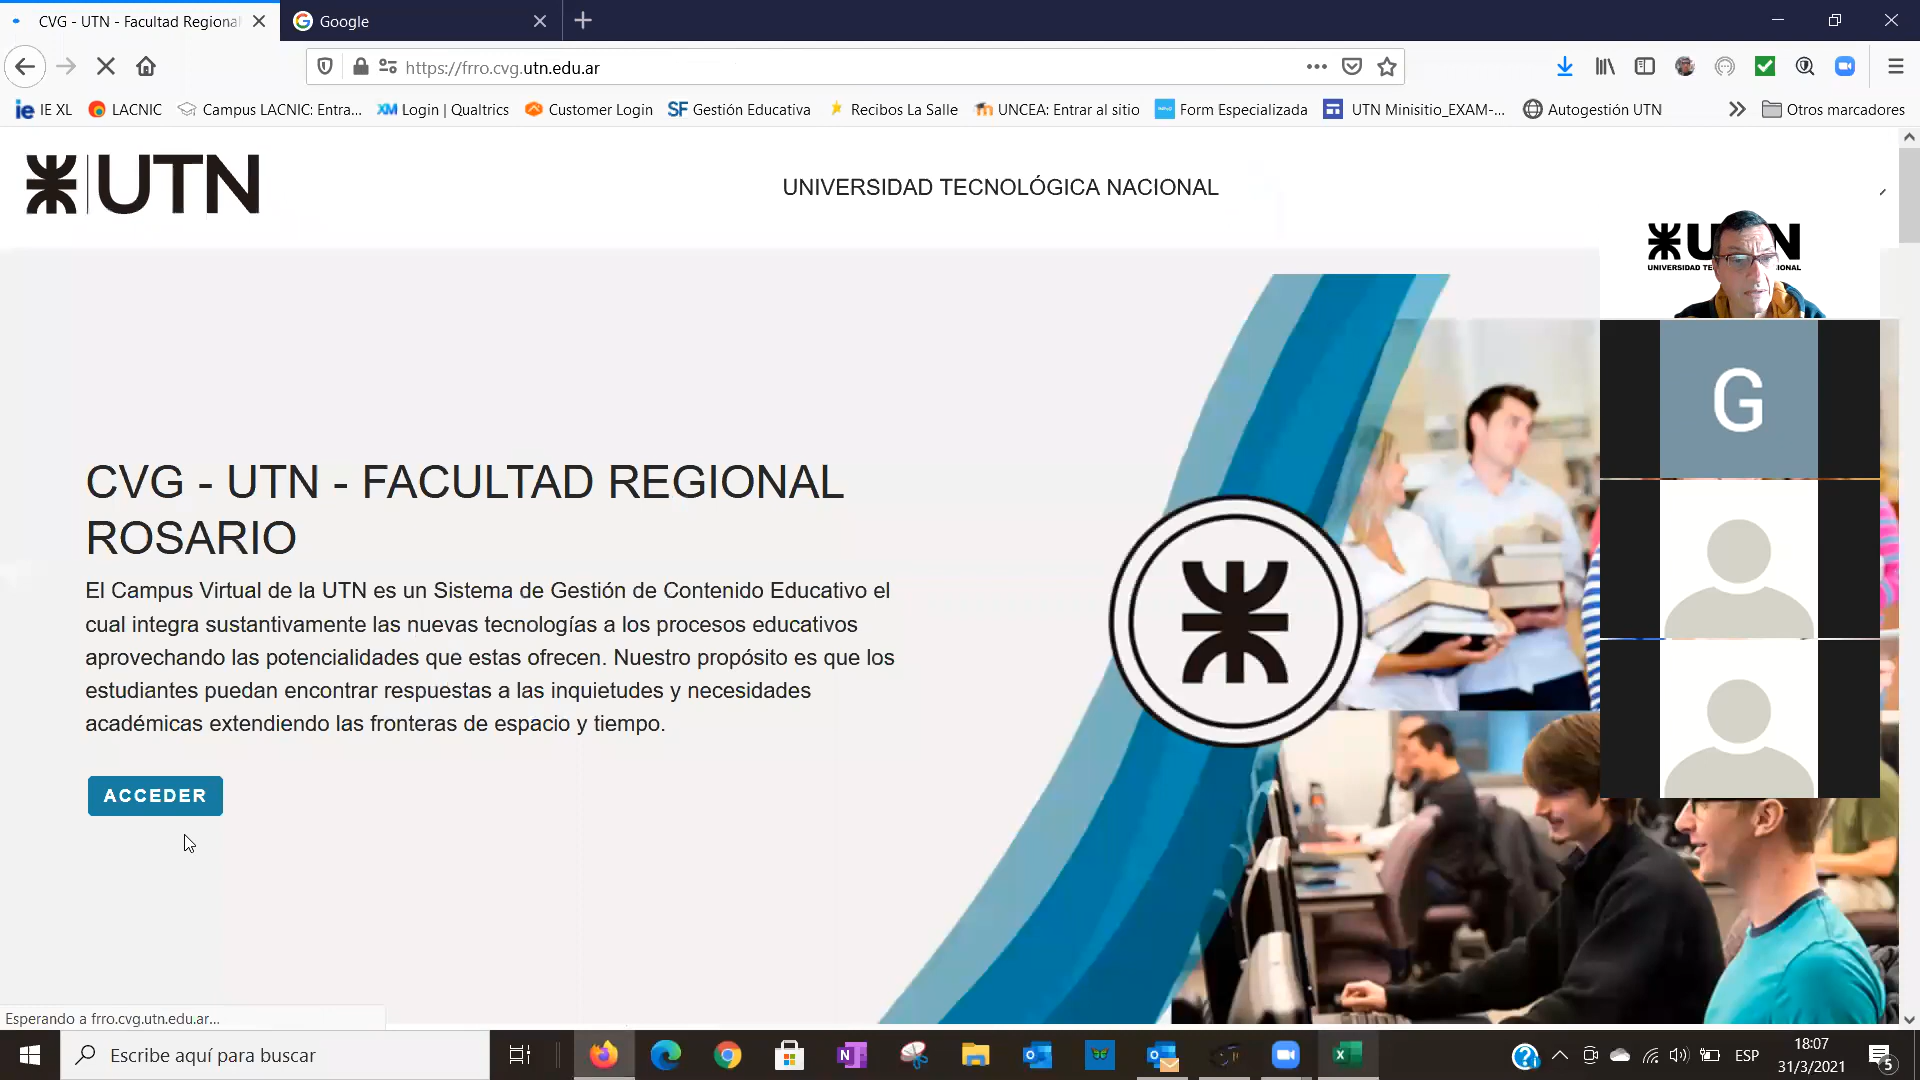 CVG - UTN - Facultad Regiona
Google
https://frro.cvg.utn.edu.ar
IE XL
LACNIC
Campus LACNIC: Entra...
Login | Qualtrics
Customer Login
SF Gestión Educativa
Recibos La Salle
UNCEA: Entrar al sitio
Form Especializada
UTN Minisitio_EXAM-...
Autogestión UTN
Otros marcadores
UTN
UNIVERSIDAD TECNOLÓGICA NACIONAL
G
CVG - UTN - FACULTAD REGIONAL
ROSARIO
El Campus Virtual de la UTN es un Sistema de Gestión de Contenido Educativo el
cual integra sustantivamente las nuevas tecnologías a los procesos educativos
aprovechando las potencialidades que estas ofrecen. Nuestro propósito es que los
estudiantes puedan encontrar respuestas a las inquietudes y necesidades
académicas extendiendo las fronteras de espacio y tiempo.
ACCEDER
Esperando a frro.cvg.utn.edu.ar...
Escribe aquí para buscar
ESP
18:07
31/3/2021
5